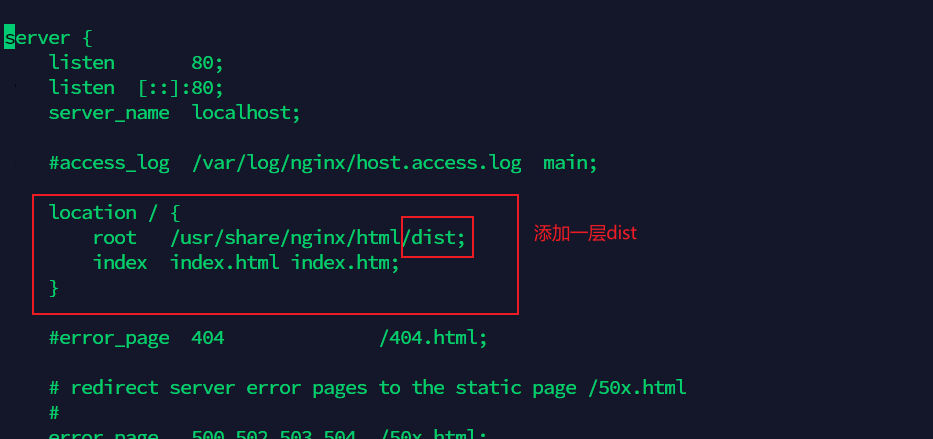 server {
listen 80;
listen [::]:80;
server_name localhost;
#access_log /var/log/nginx/host.access.log main;
location / {
root /usr/share/nginx/html/dist;
添加一层dist
index index.html index.htm;
}
#error_page 404 /404.html;
# redirect server error pages to the static page /50x.html
#
error_page 500 502 503 504 /50x.html;